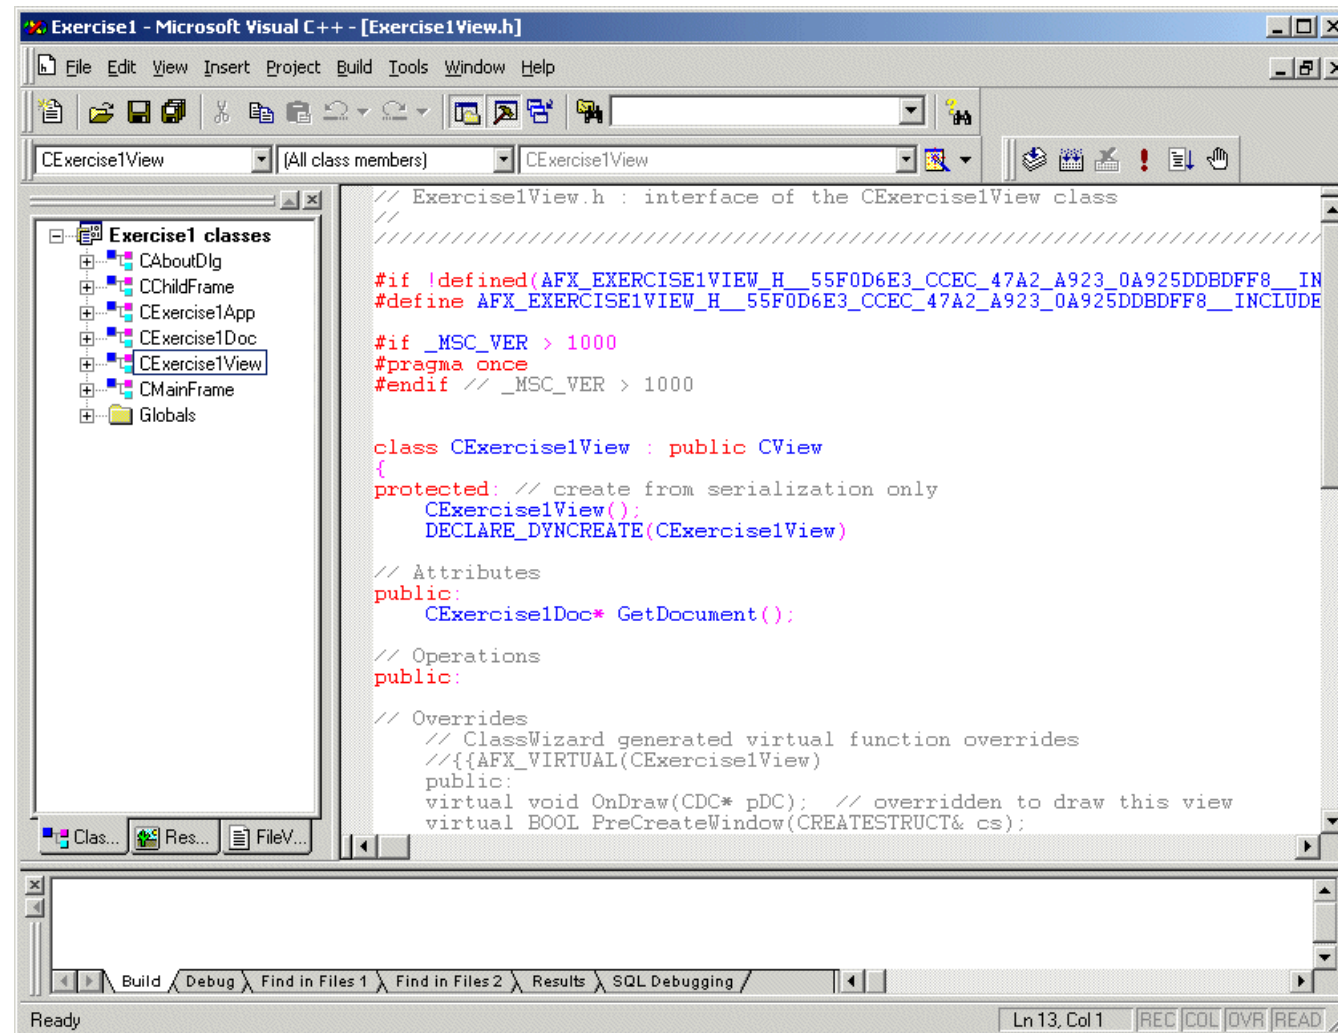 Exercise1 - Microsoft Visual C++ - [Exercise1View.h]
File Edit View Insert Project Build Tools Window Help
CExercise1View (All class members) CExercise1View
Exercise1 classes
CAboutDlg
CChildFrame
CExercise1App
CExercise1Doc
CExercise1View
CMainFrame
Globals
Clas... Res... FileV...
// Exercise1View.h : interface of the CExercise1View class
//
/////////////////////////////////////////////////////////////////////////
#if !defined(AFX_EXERCISE1VIEW_H__55F0D6E3_CCEC_47A2_A923_0A925DDBDFF8__IN
#define AFX_EXERCISE1VIEW_H__55F0D6E3_CCEC_47A2_A923_0A925DDBDFF8__INCLUDE
#if _MSC_VER > 1000
#pragma once
#endif // _MSC_VER > 1000
class CExercise1View : public CView
{
protected: // create from serialization only
CExercise1View();
DECLARE_DYNCREATE(CExercise1View)
// Attributes
public:
CExercise1Doc* GetDocument();
// Operations
public:
// Overrides
// ClassWizard generated virtual function overrides
//{{AFX_VIRTUAL(CExercise1View)
public:
virtual void OnDraw(CDC* pDC); // overridden to draw this view
virtual BOOL PreCreateWindow(CREATESTRUCT& cs);
Build Debug Find in Files 1 Find in Files 2 Results SQL Debugging
Ready Ln 13, Col 1 REC COL OVR READ